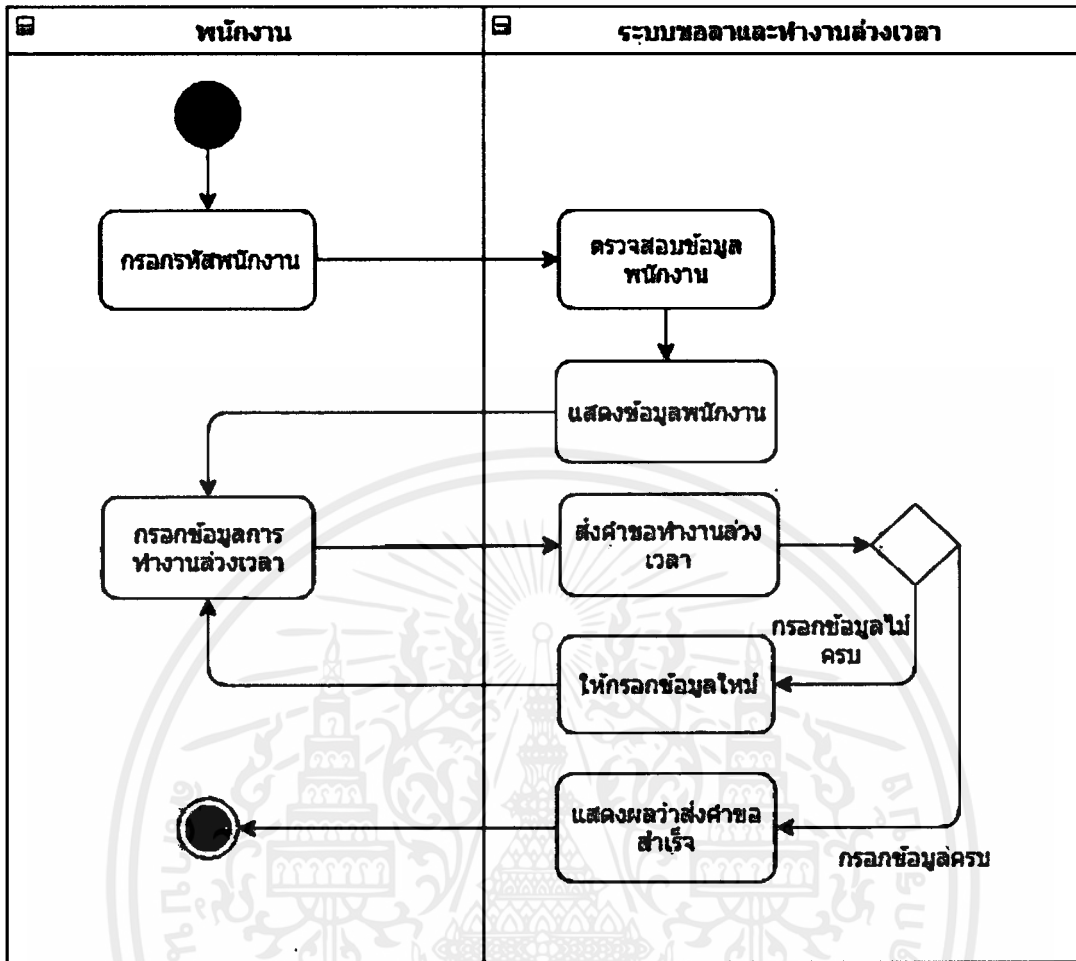 พนักงาน
ระบบขอลาและทำงานล่วงเวลา
กรอกรหัสพนักงาน
ตรวจสอบข้อมูล
พนักงาน
แสดงข้อมูลพนักงาน
กรอกข้อมูลการ
ทำงานล่วงเวลา
ส่งคำขอทำงานล่วง
เวลา
กรอกข้อมูลไม่
ครบ
ให้กรอกข้อมูลใหม่
แสดงผลว่าส่งคำขอ
สำเร็จ
กรอกข้อมูลครบ